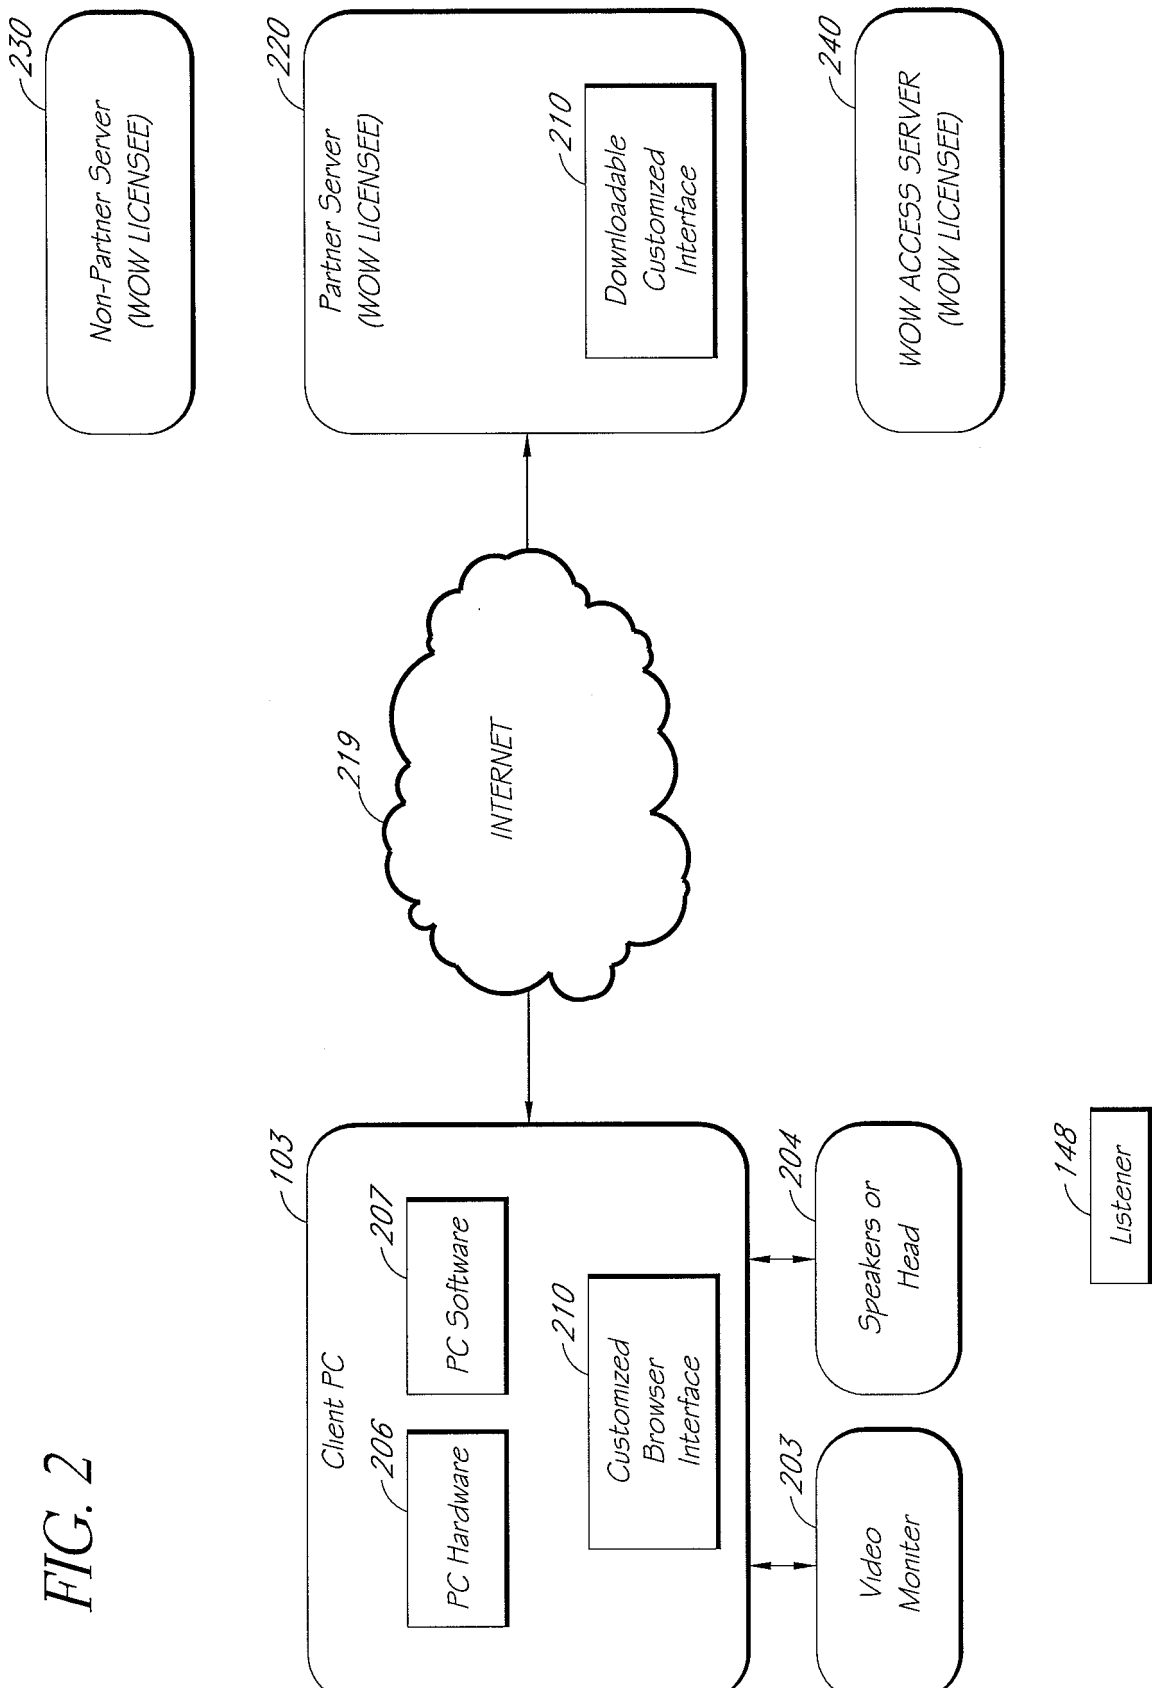 FIG. 2
103
Client PC
206
PC Hardware
207
PC Software
210
Customized
Browser
Interface
203
Video
Moniter
204
Speakers or
Head
148
Listener
219
INTERNET
230
Non-Partner Server
(WOW LICENSEE)
220
Partner Server
(WOW LICENSEE)
210
Downloadable
Customized
Interface
240
WOW ACCESS SERVER
(WOW LICENSEE)